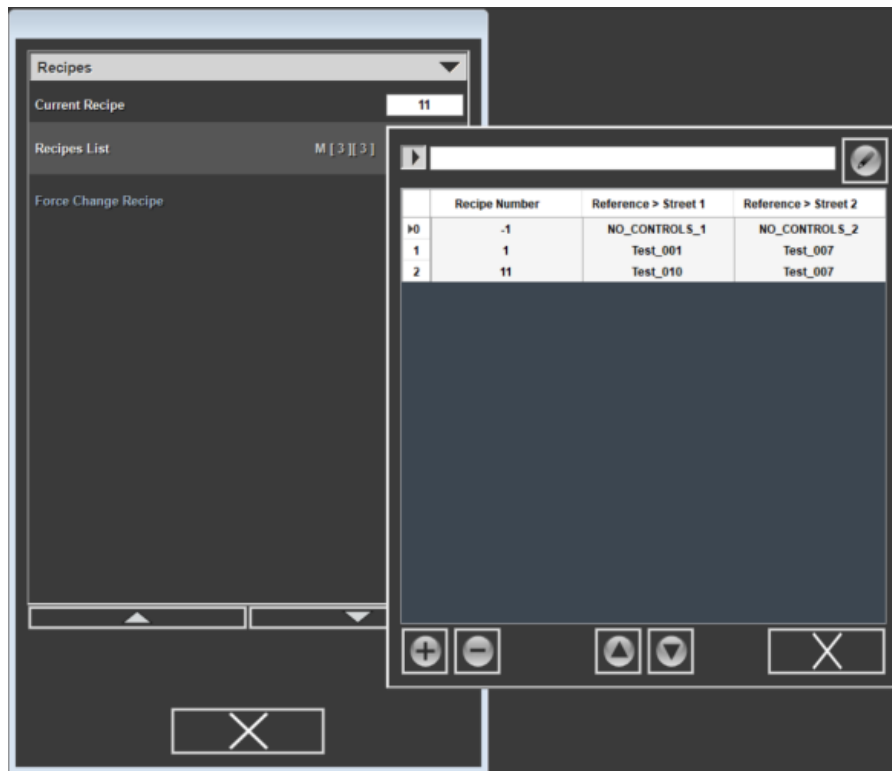 Recipes
Current Recipe 11
Recipes List M [ 3 ][ 3 ]
Force Change Recipe
Recipe Number Reference > Street 1 Reference > Street 2
0 -1 NO_CONTROLS_1 NO_CONTROLS_2
1 1 Test_001 Test_007
2 11 Test_010 Test_007